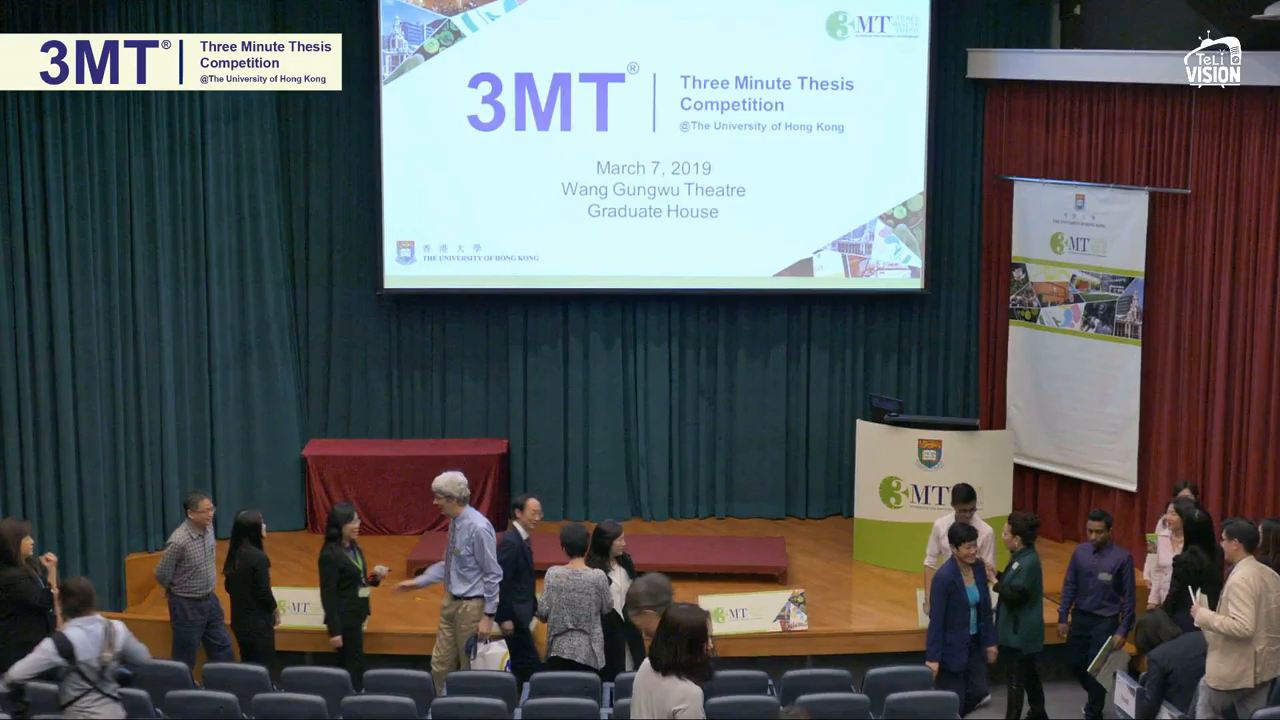 3MT®
Three Minute Thesis
Competition
@The University of Hong Kong
TeLi
VISION
3MT
3MT®
Three Minute Thesis
Competition
@The University of Hong Kong
March 7, 2019
Wang Gungwu Theatre
Graduate House
香港大學
THE UNIVERSITY OF HONG KONG
3MT
3MT
3MT
3MT